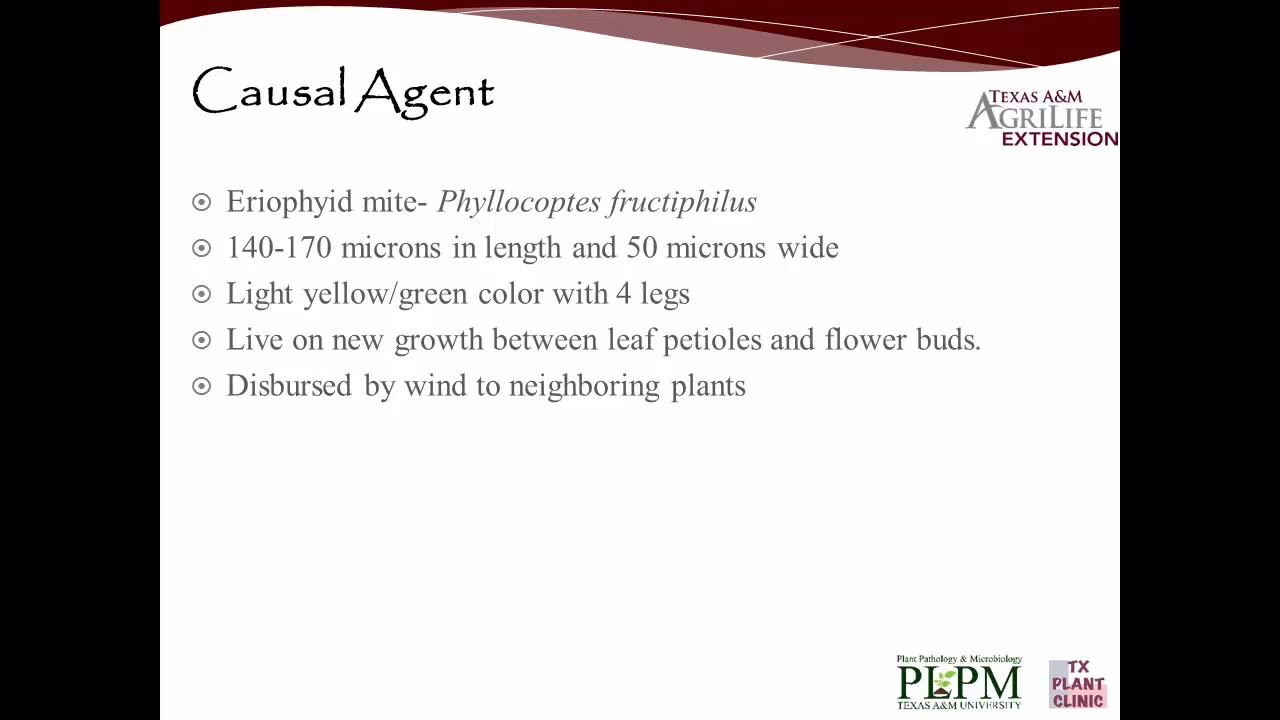 Causal Agent
TEXAS A&M
AGRILIFE
EXTENSION
Eriophyid mite- Phyllocoptes fructiphilus
140-170 microns in length and 50 microns wide
Light yellow/green color with 4 legs
Live on new growth between leaf petioles and flower buds.
Disbursed by wind to neighboring plants
Plant Pathology & Microbiology
PLPM
TEXAS A&M UNIVERSITY
TX
PLANT
CLINIC